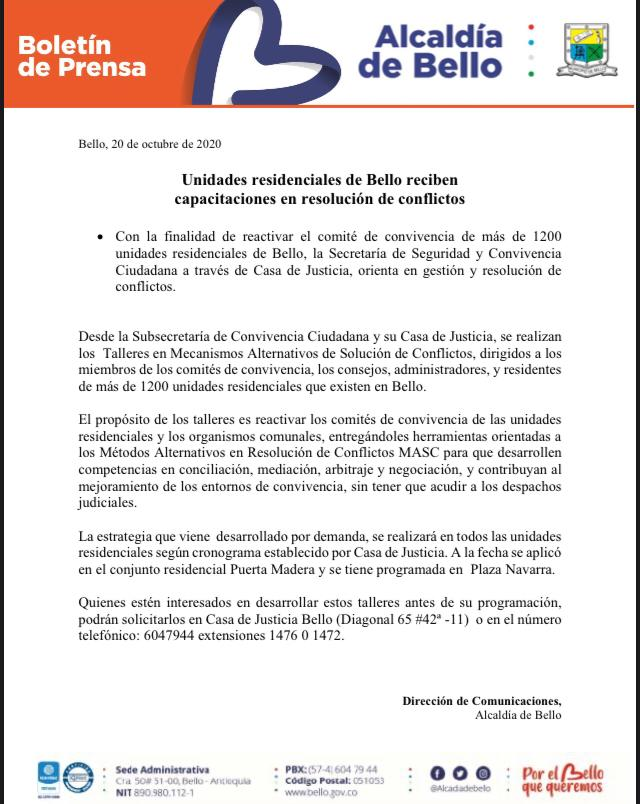 Boletín
de Prensa
Alcaldía
de Bello
MUNICIPIO DE BELLO
Bello, 20 de octubre de 2020
Unidades residenciales de Bello reciben
capacitaciones en resolución de conflictos
• Con la finalidad de reactivar el comité de convivencia de más de 1200
unidades residenciales de Bello, la Secretaría de Seguridad y Convivencia
Ciudadana a través de Casa de Justicia, orienta en gestión y resolución de
conflictos.
Desde la Subsecretaría de Convivencia Ciudadana y su Casa de Justicia, se realizan
los Talleres en Mecanismos Alternativos de Solución de Conflictos, dirigidos a los
miembros de los comités de convivencia, los consejos, administradores, y residentes
de más de 1200 unidades residenciales que existen en Bello.
El propósito de los talleres es reactivar los comités de convivencia de las unidades
residenciales y los organismos comunales, entregándoles herramientas orientadas a
los Métodos Alternativos en Resolución de Conflictos MASC para que desarrollen
competencias en conciliación, mediación, arbitraje y negociación, y contribuyan al
mejoramiento de los entornos de convivencia, sin tener que acudir a los despachos
judiciales.
La estrategia que viene desarrollado por demanda, se realizará en todos las unidades
residenciales según cronograma establecido por Casa de Justicia. A la fecha se aplicó
en el conjunto residencial Puerta Madera y se tiene programada en Plaza Navarra.
Quienes estén interesados en desarrollar estos talleres antes de su programación,
podrán solicitarlos en Casa de Justicia Bello (Diagonal 65 #42ª -11) o en el número
telefónico: 6047944 extensiones 1476 0 1472.
Dirección de Comunicaciones,
Alcaldía de Bello
Sede Administrativa
Cra. 50# 51-00, Bello - Antioquia
NIT 890.980.112-1
PBX: (57-4) 604 79 44
Código Postal: 051053
www.bello.gov.co
@Alcaldiadebello
Por el Bello
que queremos